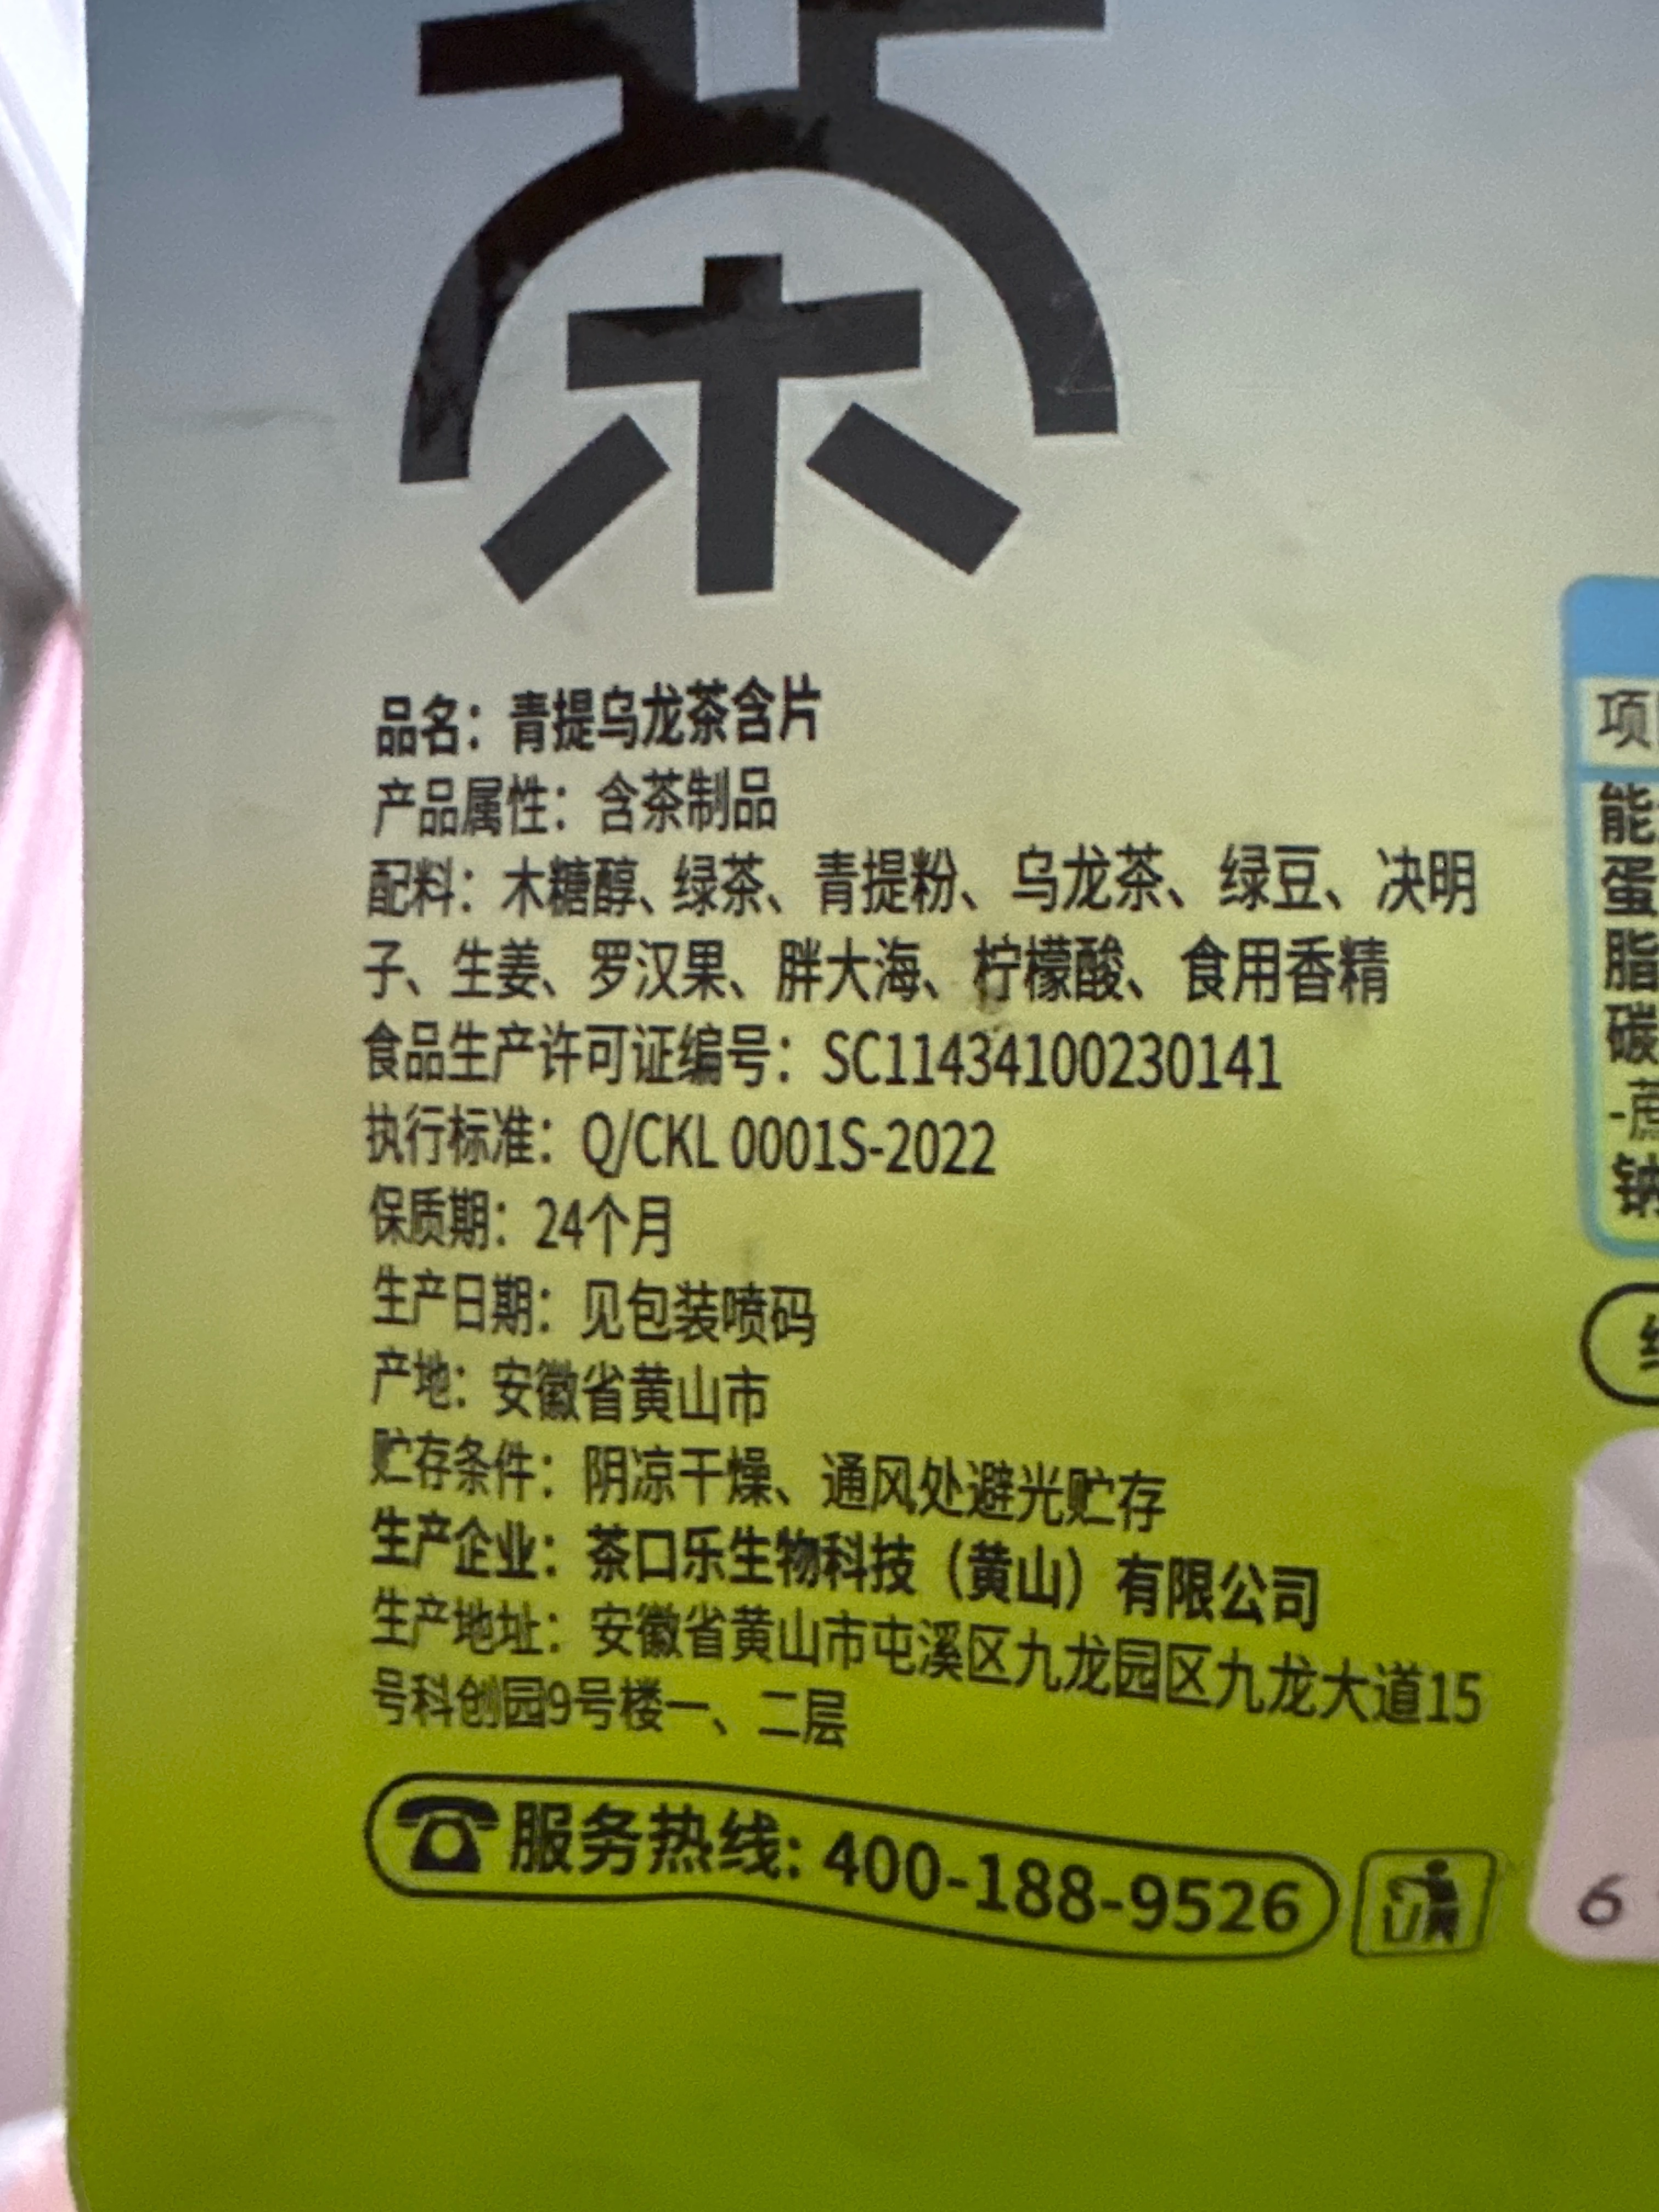 茶
品名：青提乌龙茶含片
产品属性：含茶制品
配料：木糖醇、绿茶、青提粉、乌龙茶、绿豆、决明
子、生姜、罗汉果、胖大海、柠檬酸、食用香精
食品生产许可证编号：SC11434100230141
执行标准：Q/CKL 0001S-2022
保质期：24个月
生产日期：见包装喷码
产地：安徽省黄山市
贮存条件：阴凉干燥、通风处避光贮存
生产企业：茶口乐生物科技（黄山）有限公司
生产地址：安徽省黄山市屯溪区九龙园区九龙大道15
号科创园9号楼一、二层
服务热线：400-188-9526
项
能
蛋
脂
碳
-蔗
钠
6